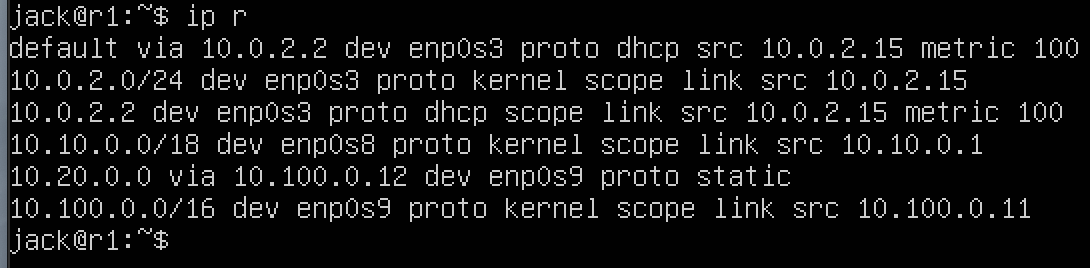 jack@r1:~$ ip r
default via 10.0.2.2 dev enp0s3 proto dhcp src 10.0.2.15 metric 100
10.0.2.0/24 dev enp0s3 proto kernel scope link src 10.0.2.15
10.0.2.2 dev enp0s3 proto dhcp scope link src 10.0.2.15 metric 100
10.10.0.0/18 dev enp0s8 proto kernel scope link src 10.10.0.1
10.20.0.0 via 10.100.0.12 dev enp0s9 proto static
10.100.0.0/16 dev enp0s9 proto kernel scope link src 10.100.0.11
jack@r1:~$